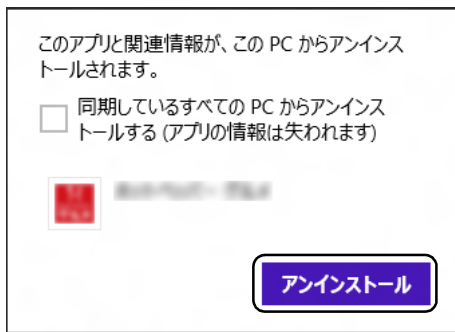 このアプリと関連情報が、この PC からアンインス
トールされます。
同期しているすべての PC からアンインス
トールする (アプリの情報は失われます)
アンインストール